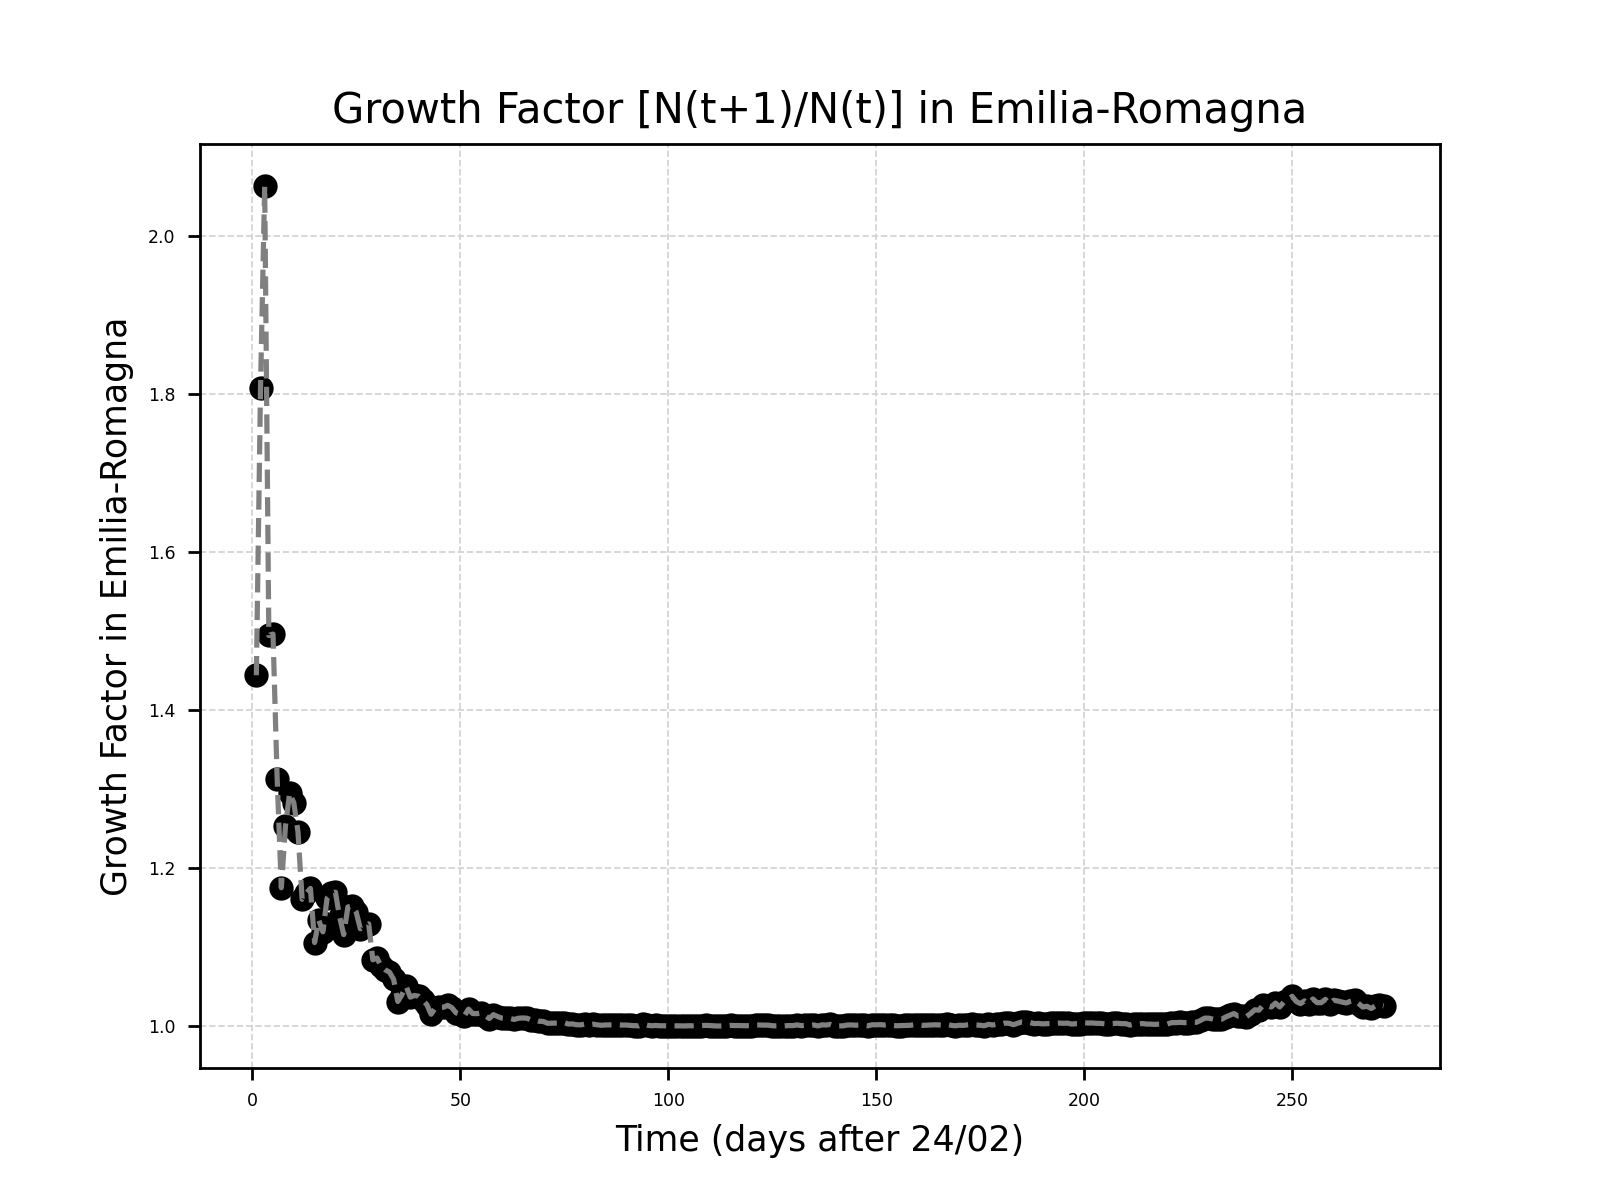 Growth Factor [N(t+1)/N(t)] in Emilia-Romagna
Growth Factor in Emilia-Romagna
2.0
1.8
1.6
1.4
1.2
1.0
0 50 100 150 200 250
Time (days after 24/02)